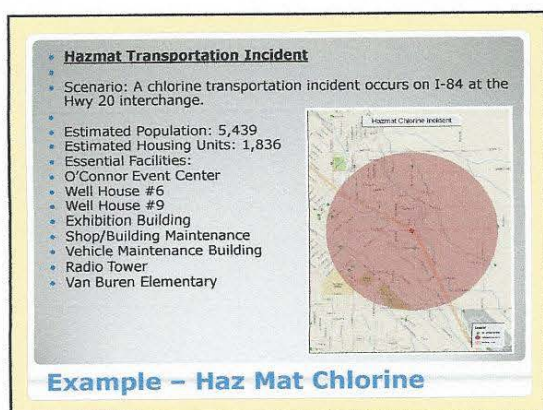 Hazmat Transportation Incident
Scenario: A chlorine transportation incident occurs on I-84 at the
Hwy 20 interchange.
Estimated Population: 5,439
Estimated Housing Units: 1,836
Essential Facilities:
O'Connor Event Center
Well House #6
Well House #9
Exhibition Building
Shop/Building Maintenance
Vehicle Maintenance Building
Radio Tower
Van Buren Elementary
Hazmat Chlorine Incident
Example – Haz Mat Chlorine